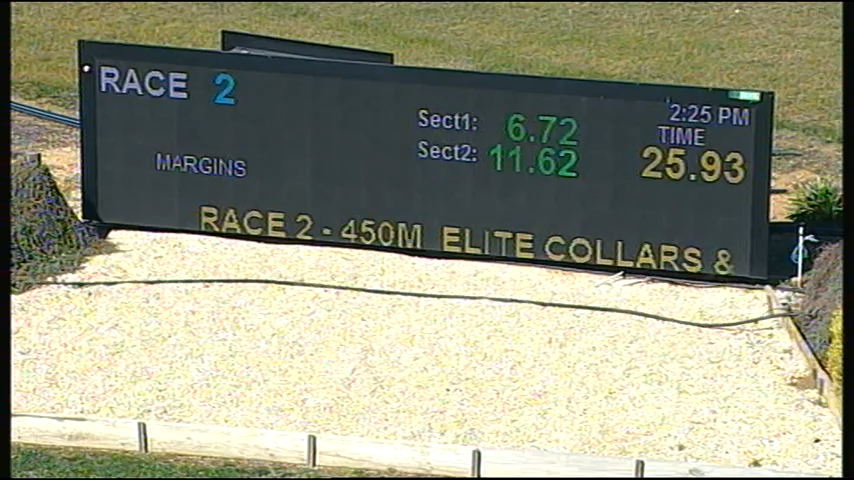 RACE 2
2:25 PM
Sect1: 6.72
TIME
Sect2: 11.62
25.93
MARGINS
RACE 2 - 450M ELITE COLLARS &